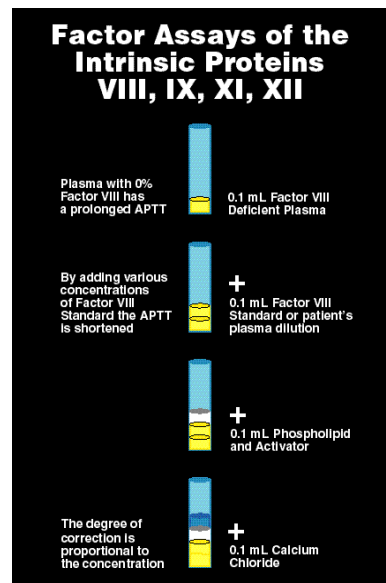 Factor Assays of the
Intrinsic Proteins
VIII, IX, XI, XII
Plasma with 0%
Factor VIII has
a prolonged APTT
0.1 mL Factor VIII
Deficient Plasma
By adding various
concentrations
of Factor VIII
Standard the APTT
is shortened
+
0.1 mL Factor VIII
Standard or patient's
plasma dilution
+
0.1 mL Phospholipid
and Activator
The degree of
correction is
proportional to
the concentration
+
0.1 mL Calcium
Chloride